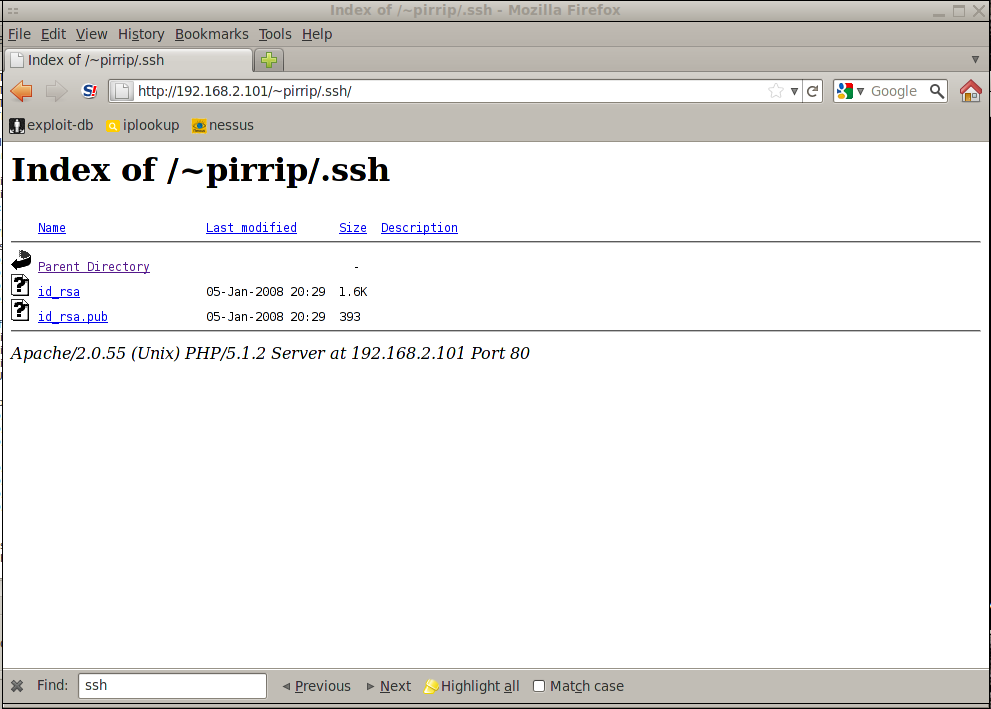 Index of /~pirrip/.ssh - Mozilla Firefox
File Edit View History Bookmarks Tools Help
Index of /~pirrip/.ssh
http://192.168.2.101/~pirrip/.ssh/ Google
exploit-db iplookup nessus
Index of /~pirrip/.ssh
Name Last modified Size Description
Parent Directory -
id_rsa 05-Jan-2008 20:29 1.6K
id_rsa.pub 05-Jan-2008 20:29 393
Apache/2.0.55 (Unix) PHP/5.1.2 Server at 192.168.2.101 Port 80
Find: ssh Previous Next Highlight all Match case